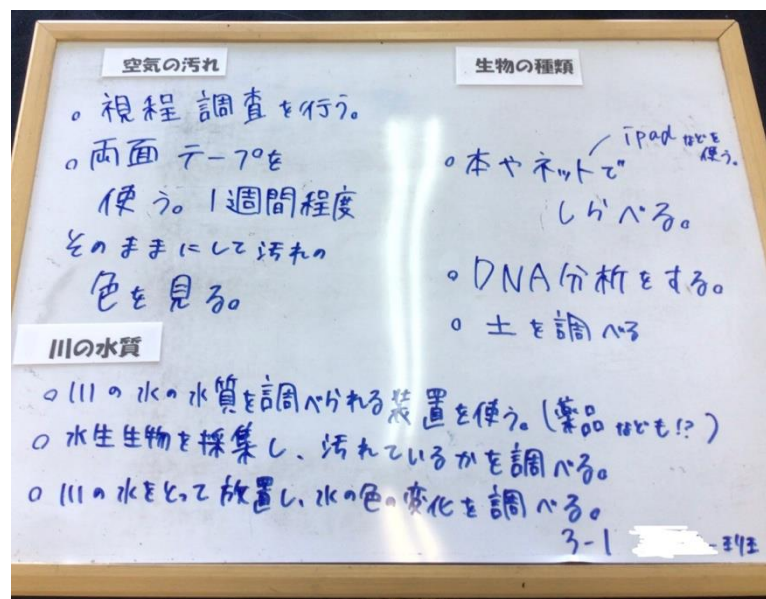 空気の汚れ
。視程調査を行う。
。両面テープを
使う。1週間程度
そのままにして汚れの
色を見る。
生物の種類
。本やネットで
ipadなどを
使う。
しらべる。
。DNA分析をする。
。土を調べる
川の水質
。川の水の水質を調べられる装置を使う。(薬品なども!?)
。水生生物を採集し、汚れているかを調べる。
。川の水をとって放置し、水の色の変化を調べる。
3-1 班